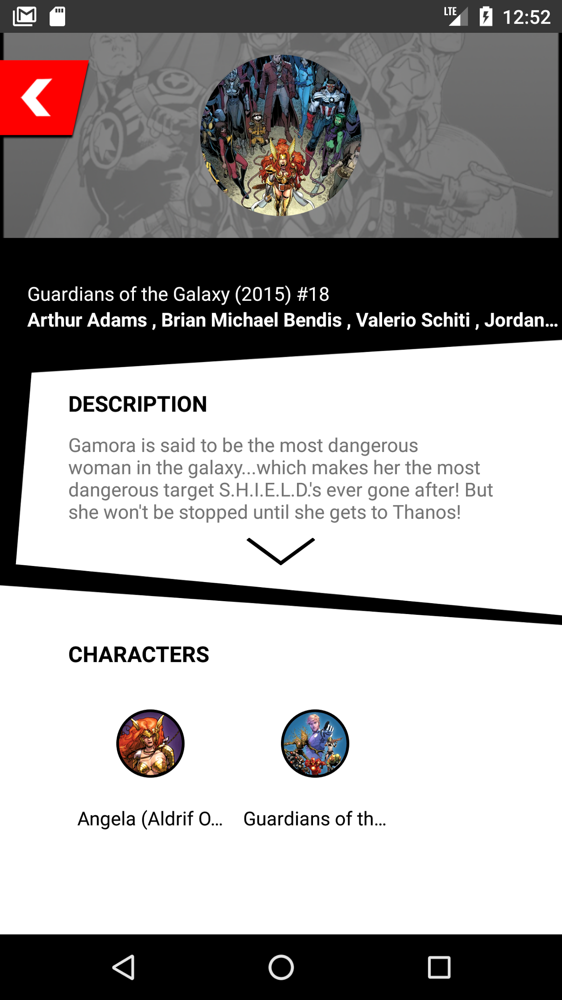 LTE 12:52
Guardians of the Galaxy (2015) #18
Arthur Adams , Brian Michael Bendis , Valerio Schiti , Jordan...
DESCRIPTION
Gamora is said to be the most dangerous
woman in the galaxy...which makes her the most
dangerous target S.H.I.E.L.D.'s ever gone after! But
she won't be stopped until she gets to Thanos!
CHARACTERS
Angela (Aldrif O... Guardians of th...